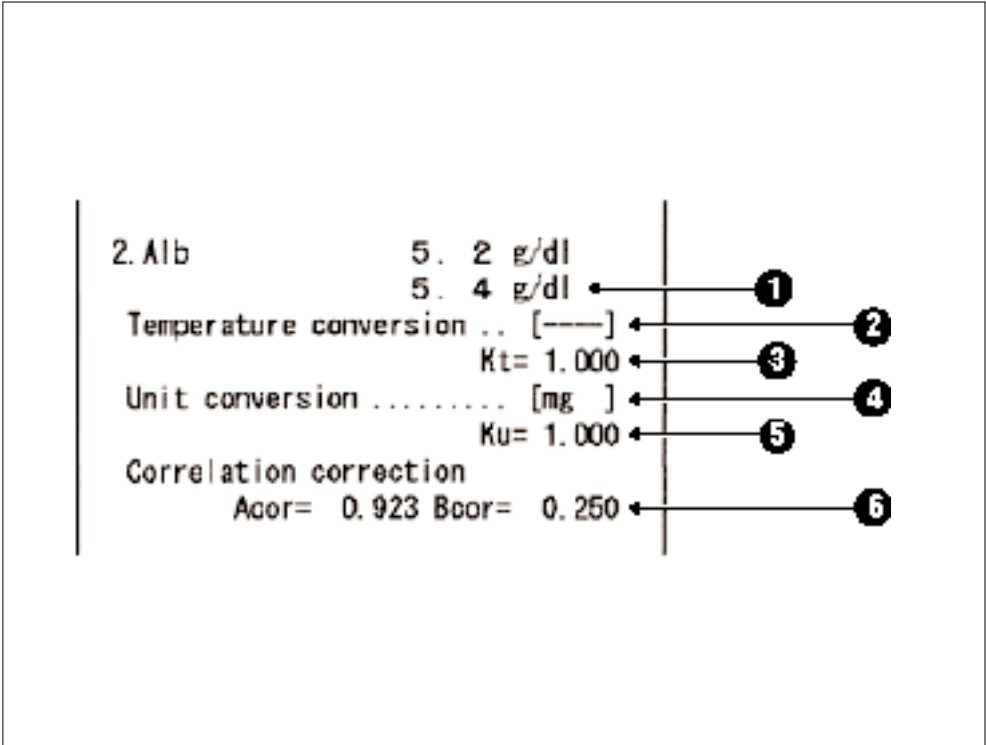 2. Alb 5. 2 g/dl
5. 4 g/dl 1
Temperature conversion .. [----] 2
Kt= 1.000 3
Unit conversion ......... [mg ] 4
Ku= 1.000 5
Correlation correction
Acor= 0.923 Bcor= 0.250 6